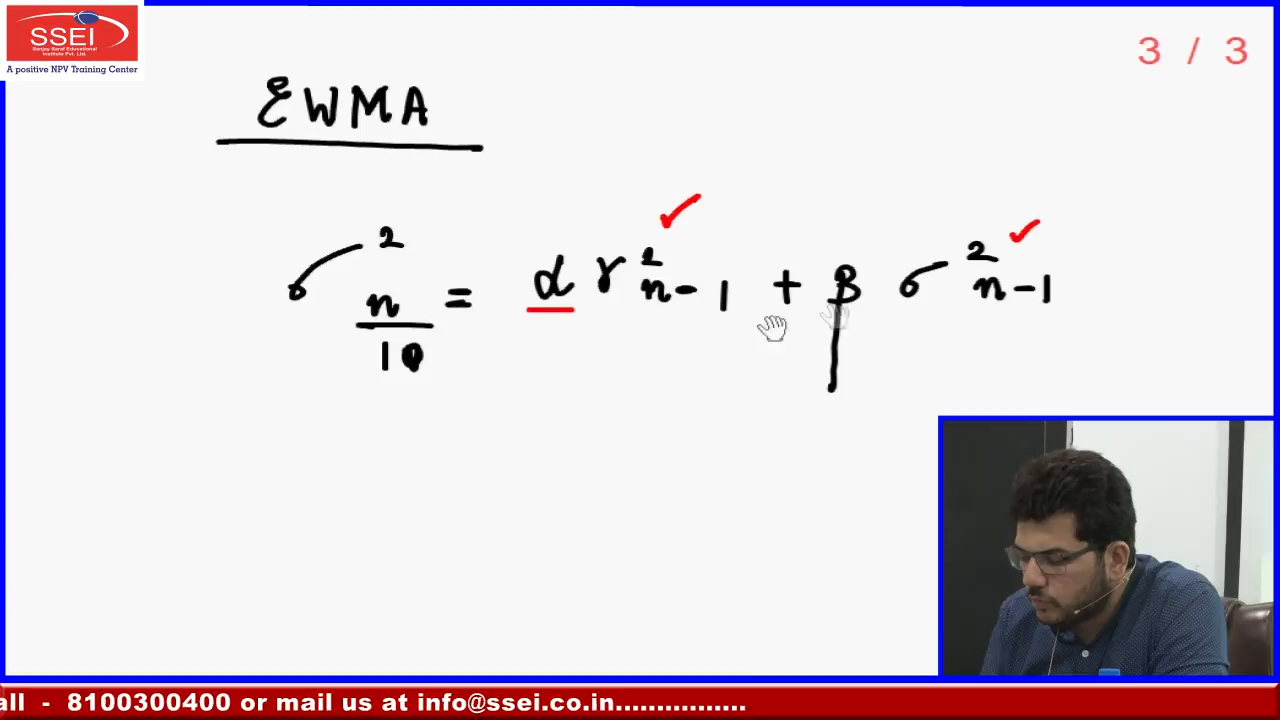 SSEI
Sanjay Saraf Educational
Institute Pvt. Ltd.
A positive NPV Training Center
3 / 3
EWMA
σ²n = α r²n-1 + β σ²n-1
10
all - 8100300400 or mail us at info@ssei.co.in...............